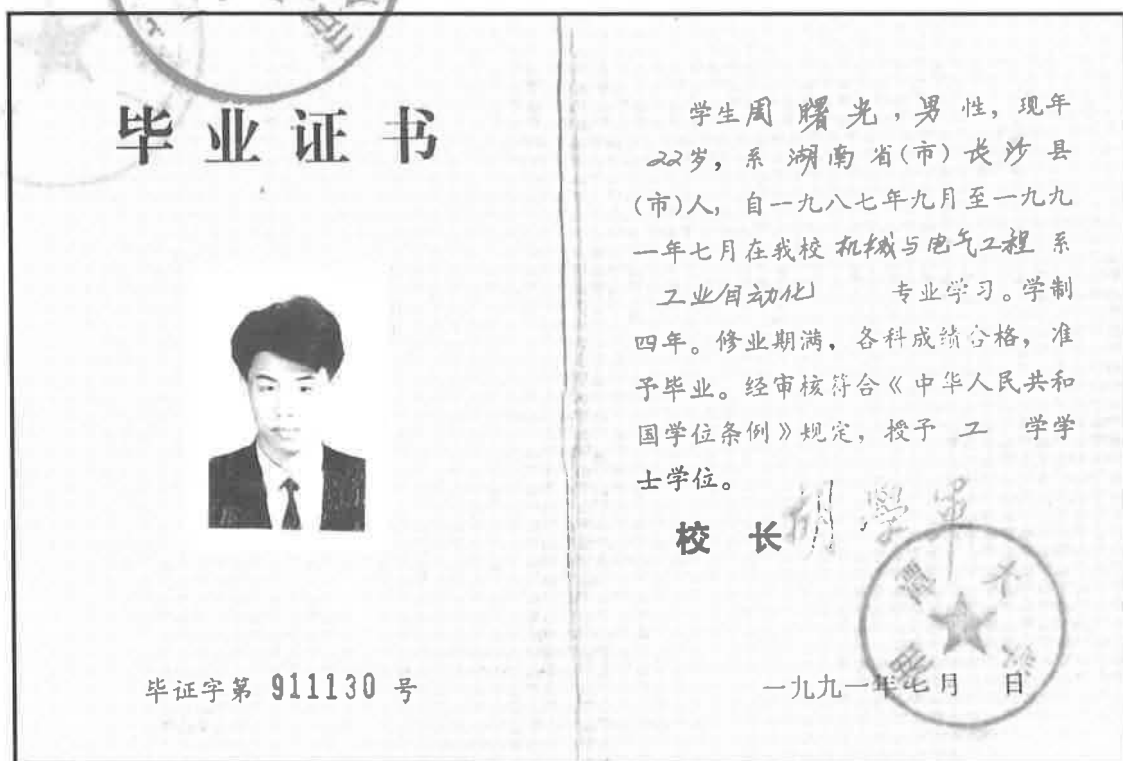 毕业证书
毕证字第 911130 号
学生周曙光,男性,现年
22岁,系湖南省(市)长沙县
(市)人,自一九八七年九月至一九九
一年七月在我校机械与电气工程系
工业自动化 专业学习。学制
四年。修业期满,各科成绩合格,准
予毕业。经审核符合《中华人民共和
国学位条例》规定,授予 工 学学
士学位。
校 长
湘潭大学
一九九一年七月 日